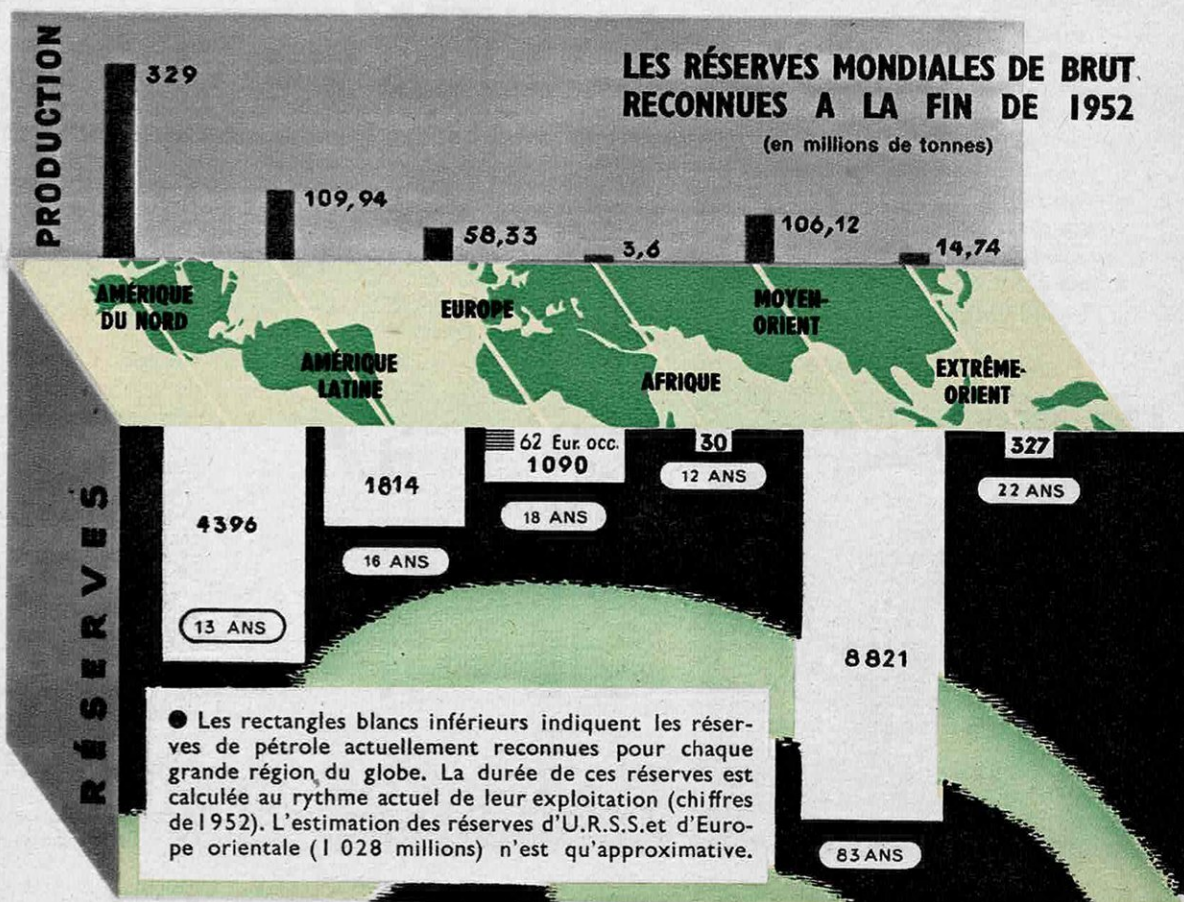 PRODUCTION
LES RÉSERVES MONDIALES DE BRUT
RECONNUES A LA FIN DE 1952
(en millions de tonnes)
329
109,94
58,33
3,6
106,12
14,74
AMÉRIQUE
DU NORD
AMÉRIQUE
LATINE
EUROPE
AFRIQUE
MOYEN-
ORIENT
EXTRÊME-
ORIENT
RÉSERVES
4396
13 ANS
1814
16 ANS
62 Eur. occ.
1090
18 ANS
30
12 ANS
8821
83 ANS
327
22 ANS
● Les rectangles blancs inférieurs indiquent les réser-
ves de pétrole actuellement reconnues pour chaque
grande région du globe. La durée de ces réserves est
calculée au rythme actuel de leur exploitation (chiffres
de 1952). L'estimation des réserves d'U.R.S.S. et d'Euro-
pe orientale (1 028 millions) n'est qu'approximative.